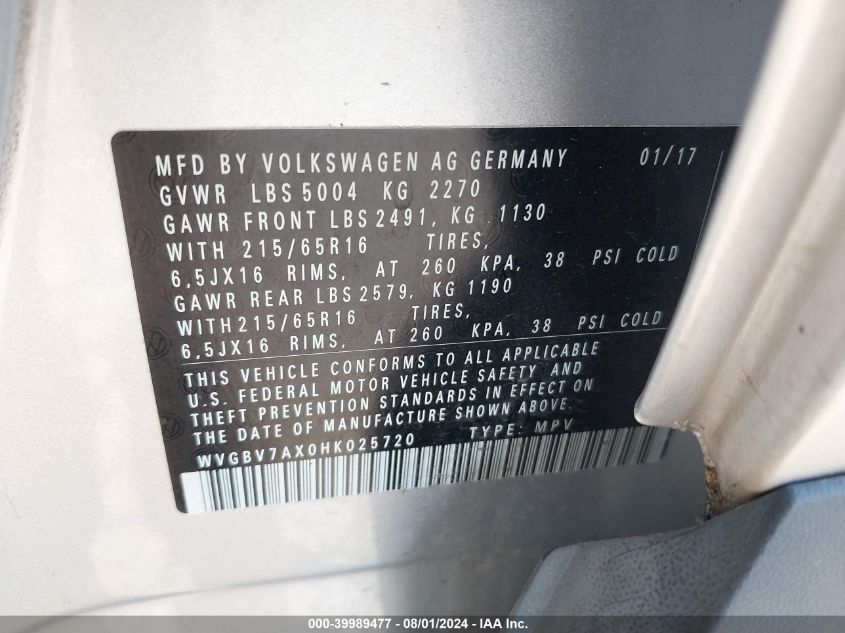 MFD BY VOLKSWAGEN AG GERMANY 01/17
GVWR LBS 5004 KG 2270
GAWR FRONT LBS 2491, KG 1130
WITH 215/65R16 TIRES,
6,5JX16 RIMS, AT 260 KPA, 38 PSI COLD
GAWR REAR LBS 2579, KG 1190
WITH 215/65R16 TIRES,
6,5JX16 RIMS, AT 260 KPA, 38 PSI COLD
THIS VEHICLE CONFORMS TO ALL APPLICABLE
U.S. FEDERAL MOTOR VEHICLE SAFETY AND
THEFT PREVENTION STANDARDS IN EFFECT ON
THE DATE OF MANUFACTURE SHOWN ABOVE.
WVGBV7AX0HK025720 TYPE: MPV
000-39989477 - 08/01/2024 - IAA Inc.